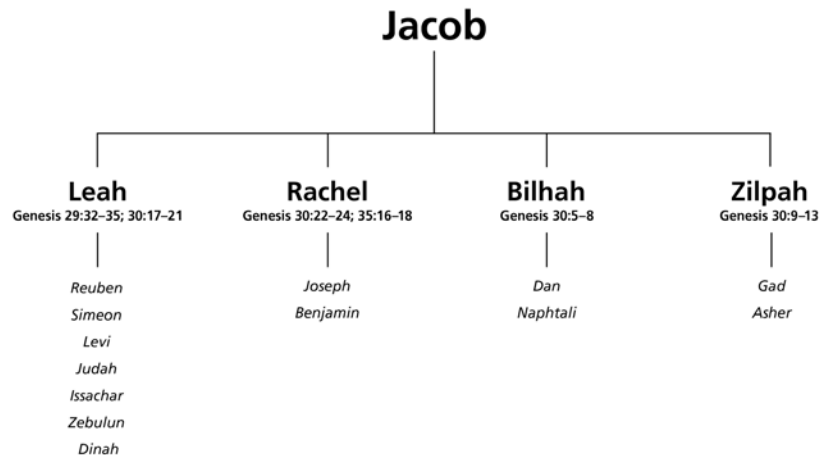 Jacob
Leah
Genesis 29:32–35; 30:17–21
Reuben
Simeon
Levi
Judah
Issachar
Zebulun
Dinah
Rachel
Genesis 30:22–24; 35:16–18
Joseph
Benjamin
Bilhah
Genesis 30:5–8
Dan
Naphtali
Zilpah
Genesis 30:9–13
Gad
Asher